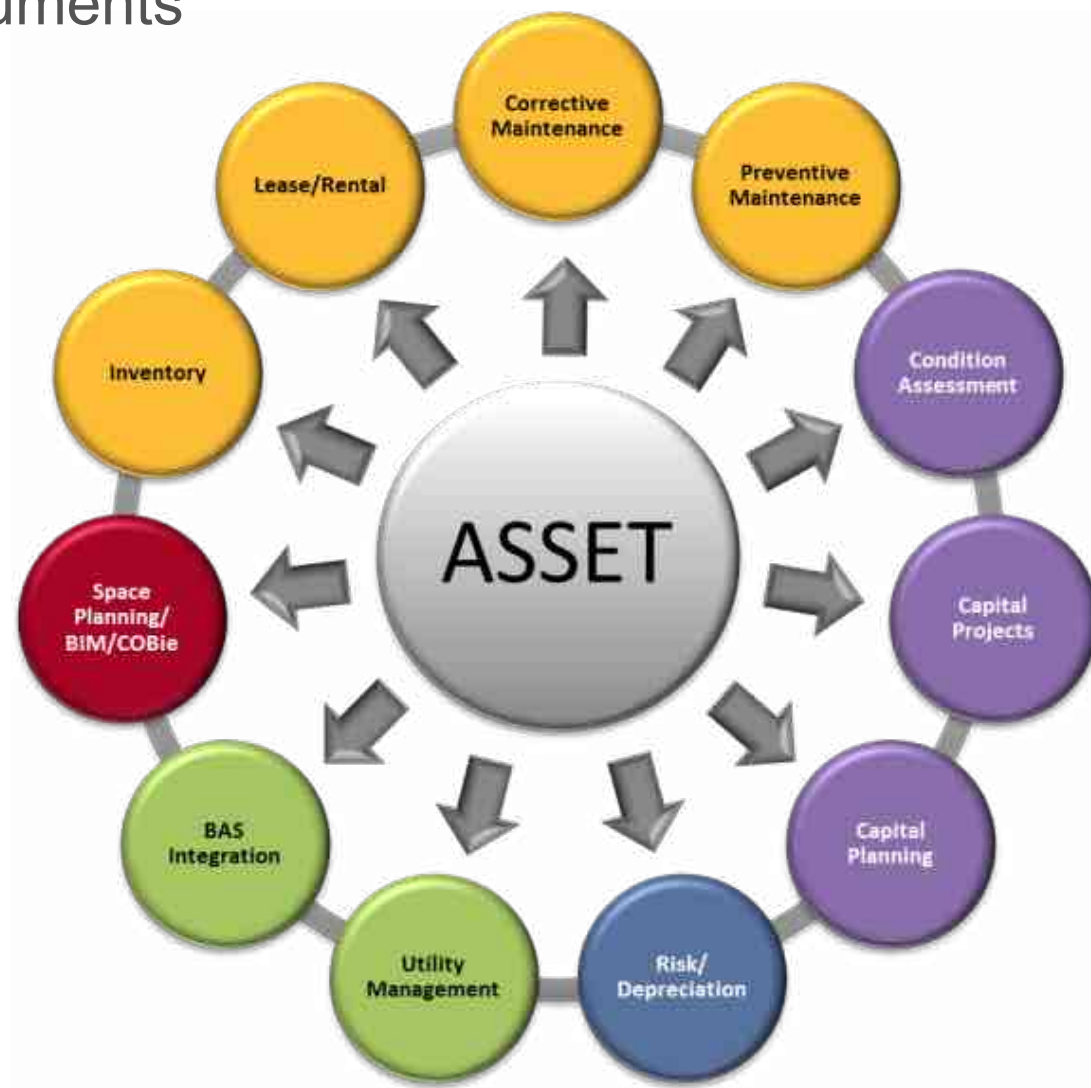 uments
Corrective
Maintenance
Preventive
Maintenance
Lease/Rental
Condition
Assessment
Inventory
ASSET
Capital
Projects
Space
Planning/
BIM/COBie
Capital
Planning
BAS
Integration
Utility
Management
Risk/
Depreciation